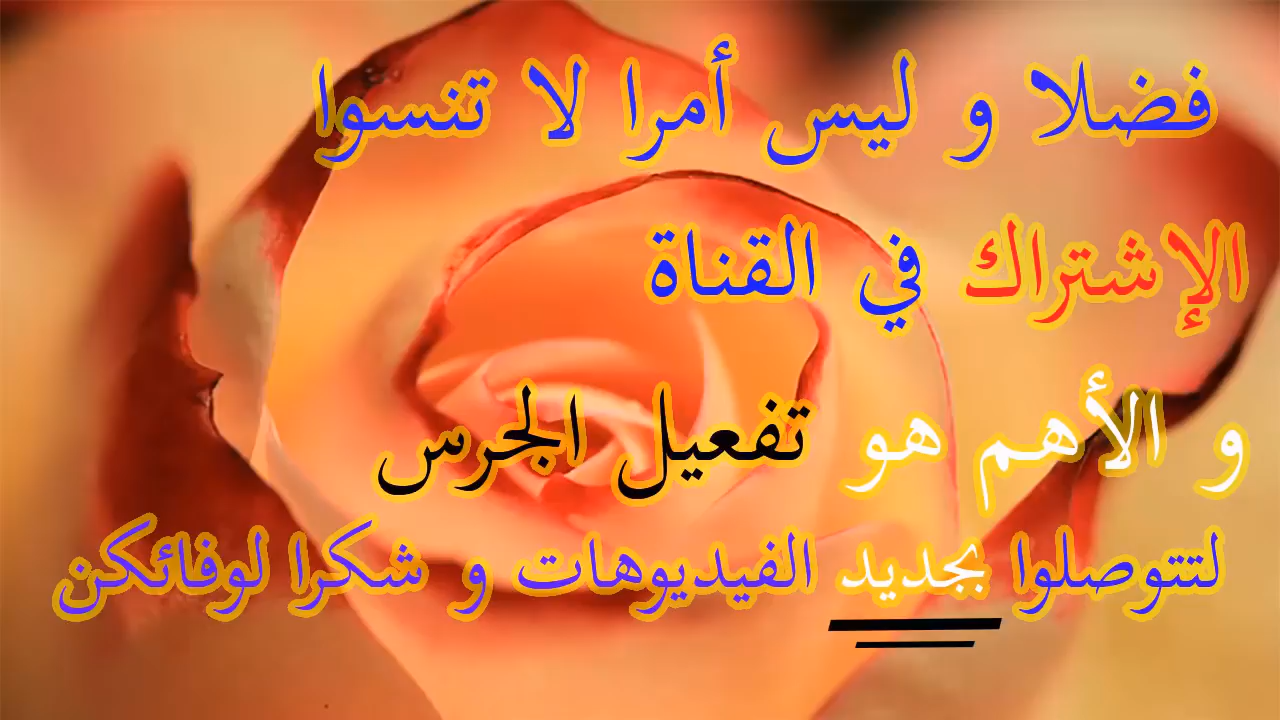 فضلا و ليس أمرا لا تنسوا
الإشتراك في القناة
و الأهم هو تفعيل الجرس
لتتوصلوا بجديد الفيديوهات و شكرا لوفائكن